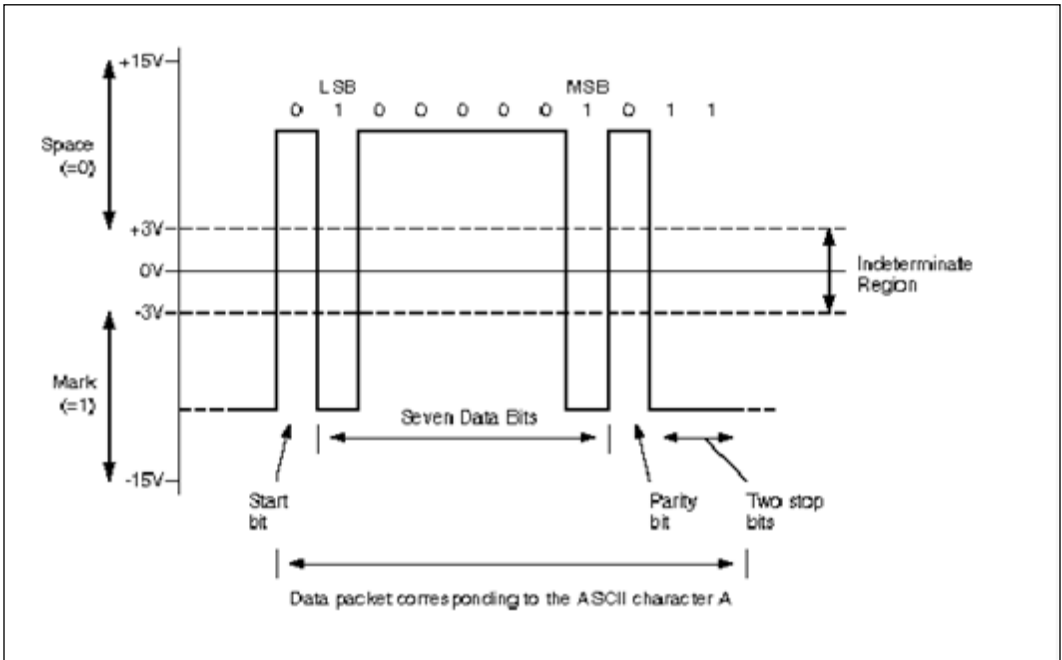 +15V
LSB MSB
0 1 0 0 0 0 0 1 0 1 1
Space
(=0)
+3V
0V
Indeterminate
Region
-3V
Mark
(=1)
Seven Data Bits
-15V
Start
bit
Parity
bit
Two stop
bits
Data packet corresponding to the ASCII character A